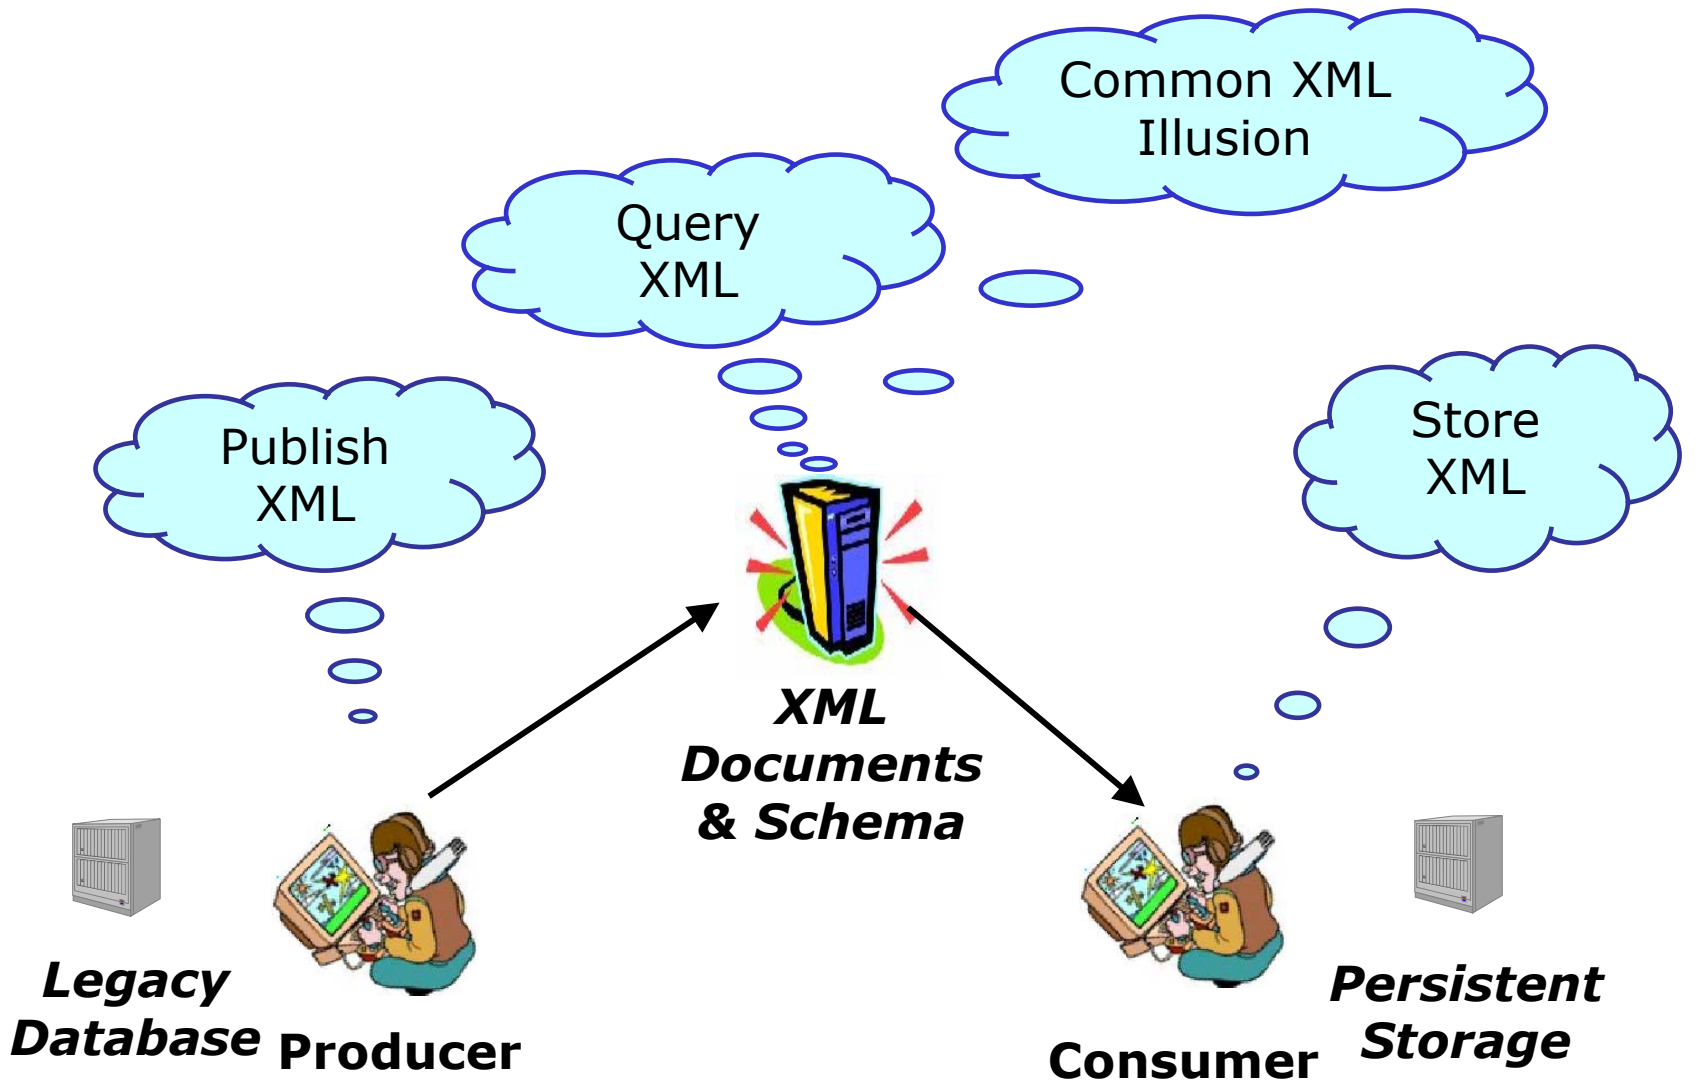 Common XML
Illusion
Query
XML
Publish
XML
Store
XML
XML
Documents
& Schema
Legacy
Database
Producer
Consumer
Persistent
Storage